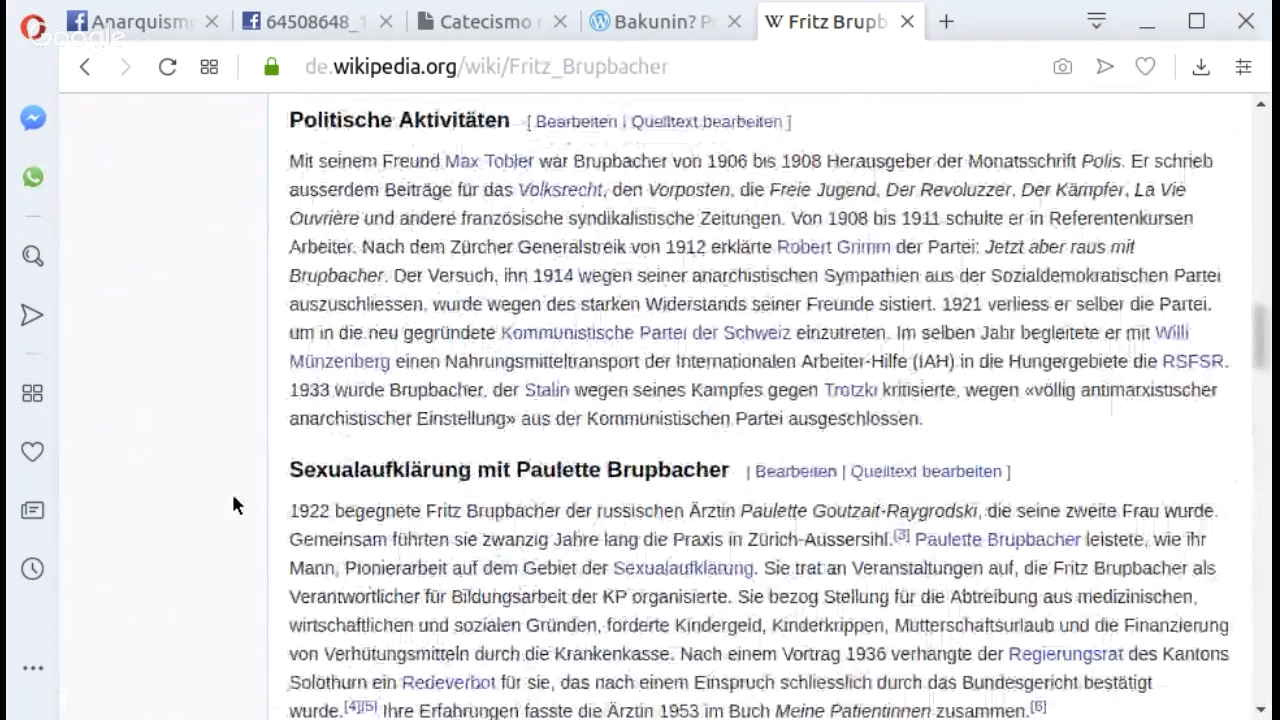 Anarquism
64508648_1
Catecismo
Bakunin? P
Fritz Brupb
Google
de.wikipedia.org/wiki/Fritz_Brupbacher
Politische Aktivitäten [ Bearbeiten | Quelltext bearbeiten ]
Mit seinem Freund Max Tobler war Brupbacher von 1906 bis 1908 Herausgeber der Monatsschrift Polis. Er schrieb
ausserdem Beiträge für das Volksrecht, den Vorposten, die Freie Jugend, Der Revoluzzer, Der Kämpfer, La Vie
Ouvrière und andere französische syndikalistische Zeitungen. Von 1908 bis 1911 schulte er in Referentenkursen
Arbeiter. Nach dem Zürcher Generalstreik von 1912 erklärte Robert Grimm der Partei: Jetzt aber raus mit
Brupbacher. Der Versuch, ihn 1914 wegen seiner anarchistischen Sympathien aus der Sozialdemokratischen Partei
auszuschliessen, wurde wegen des starken Widerstands seiner Freunde sistiert. 1921 verliess er selber die Partei,
um in die neu gegründete Kommunistische Partei der Schweiz einzutreten. Im selben Jahr begleitete er mit Willi
Münzenberg einen Nahrungsmitteltransport der Internationalen Arbeiter-Hilfe (IAH) in die Hungergebiete die RSFSR.
1933 wurde Brupbacher, der Stalin wegen seines Kampfes gegen Trotzki kritisierte, wegen «völlig antimarxistischer
anarchistischer Einstellung» aus der Kommunistischen Partei ausgeschlossen.
Sexualaufklärung mit Paulette Brupbacher [ Bearbeiten | Quelltext bearbeiten ]
1922 begegnete Fritz Brupbacher der russischen Ärztin Paulette Goutzait-Raygrodski, die seine zweite Frau wurde.
Gemeinsam führten sie zwanzig Jahre lang die Praxis in Zürich-Aussersihl.[3] Paulette Brupbacher leistete, wie ihr
Mann, Pionierarbeit auf dem Gebiet der Sexualaufklärung. Sie trat an Veranstaltungen auf, die Fritz Brupbacher als
Verantwortlicher für Bildungsarbeit der KP organisierte. Sie bezog Stellung für die Abtreibung aus medizinischen,
wirtschaftlichen und sozialen Gründen, forderte Kindergeld, Kinderkrippen, Mutterschaftsurlaub und die Finanzierung
von Verhütungsmitteln durch die Krankenkasse. Nach einem Vortrag 1936 verhängte der Regierungsrat des Kantons
Solothurn ein Redeverbot für sie, das nach einem Einspruch schliesslich durch das Bundesgericht bestätigt
wurde.[4][5] Ihre Erfahrungen fasste die Ärztin 1953 im Buch Meine Patientinnen zusammen.[6]